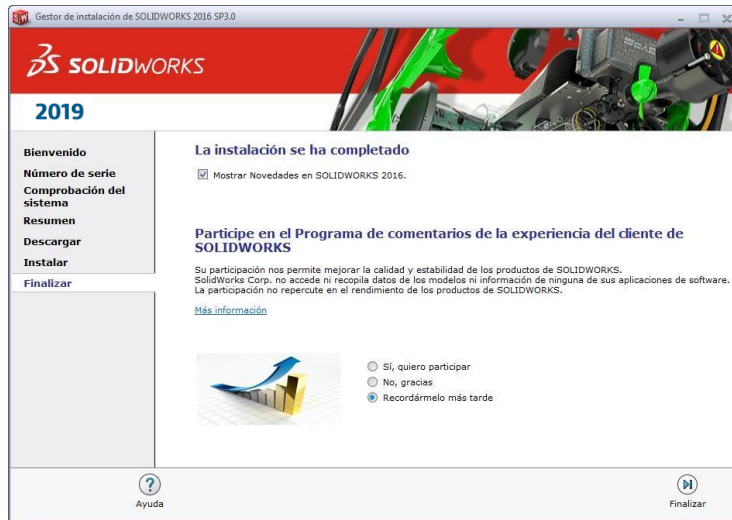 Gestor de instalación de SOLIDWORKS 2016 SP3.0
SOLIDWORKS
2019
Bienvenido
Número de serie
Comprobación del
sistema
Resumen
Descargar
Instalar
Finalizar
La instalación se ha completado
Mostrar Novedades en SOLIDWORKS 2016.
Participe en el Programa de comentarios de la experiencia del cliente de
SOLIDWORKS
Su participación nos permite mejorar la calidad y estabilidad de los productos de SOLIDWORKS.
SolidWorks Corp. no accede ni recopila datos de los modelos ni información de ninguna de sus aplicaciones de software.
La participación no repercute en el rendimiento de los productos de SOLIDWORKS.
Más información
Sí, quiero participar
No, gracias
Recordármelo más tarde
Ayuda
Finalizar